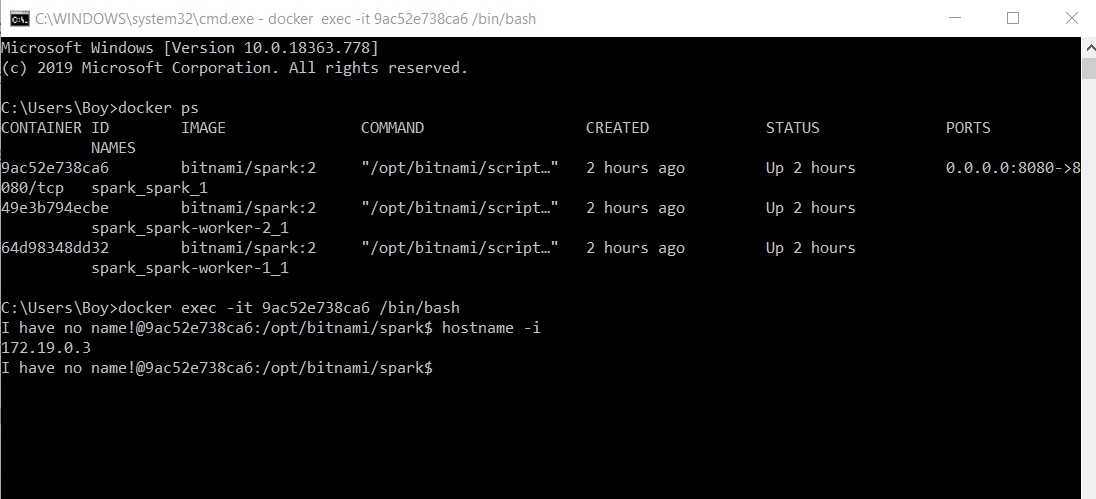 C:\WINDOWS\system32\cmd.exe - docker  exec -it 9ac52e738ca6 /bin/bash
Microsoft Windows [Version 10.0.18363.778]
(c) 2019 Microsoft Corporation. All rights reserved.
C:\Users\Boy>docker ps
CONTAINER ID        IMAGE               COMMAND                  CREATED             STATUS              PORTS
          NAMES
9ac52e738ca6        bitnami/spark:2     "/opt/bitnami/script…"   2 hours ago         Up 2 hours          0.0.0.0:8080->8
080/tcp   spark_spark_1
49e3b794ecbe        bitnami/spark:2     "/opt/bitnami/script…"   2 hours ago         Up 2 hours
          spark_spark-worker-2_1
64d98348dd32        bitnami/spark:2     "/opt/bitnami/script…"   2 hours ago         Up 2 hours
          spark_spark-worker-1_1
C:\Users\Boy>docker exec -it 9ac52e738ca6 /bin/bash
I have no name!@9ac52e738ca6:/opt/bitnami/spark$ hostname -i
172.19.0.3
I have no name!@9ac52e738ca6:/opt/bitnami/spark$